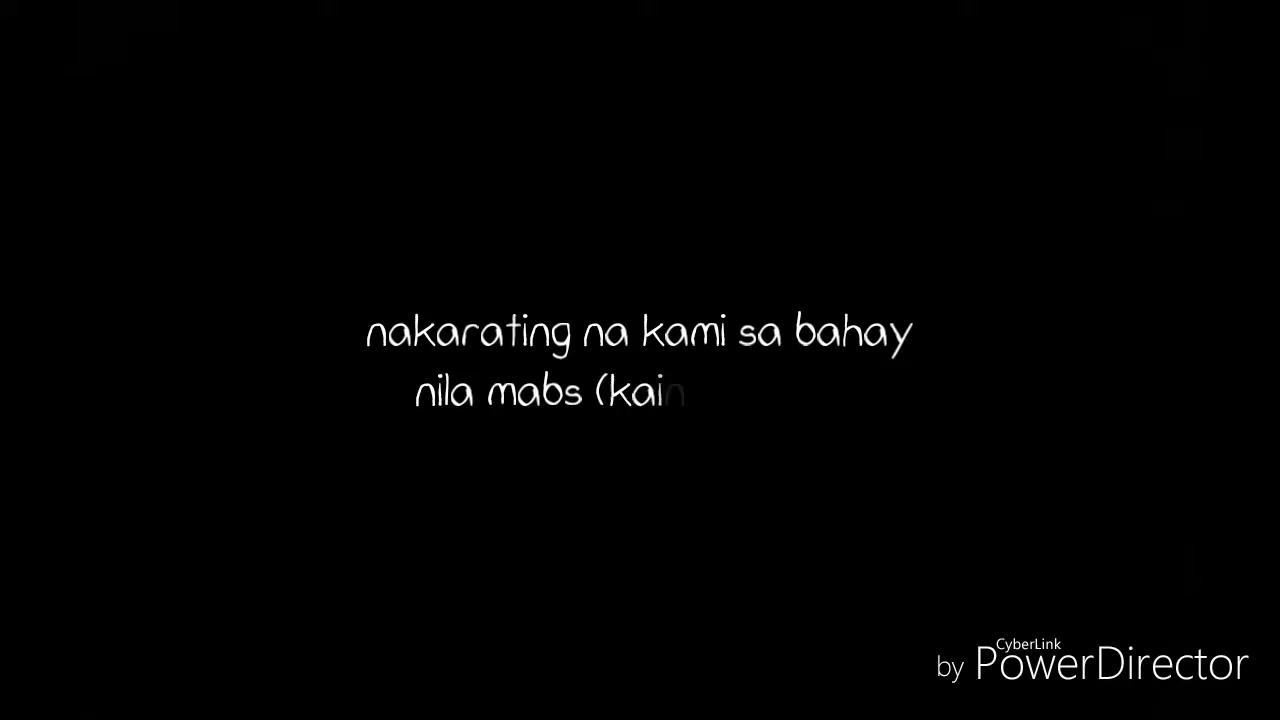 nakarating na kami sa bahay
nila mabs (kain
CyberLink
by PowerDirector